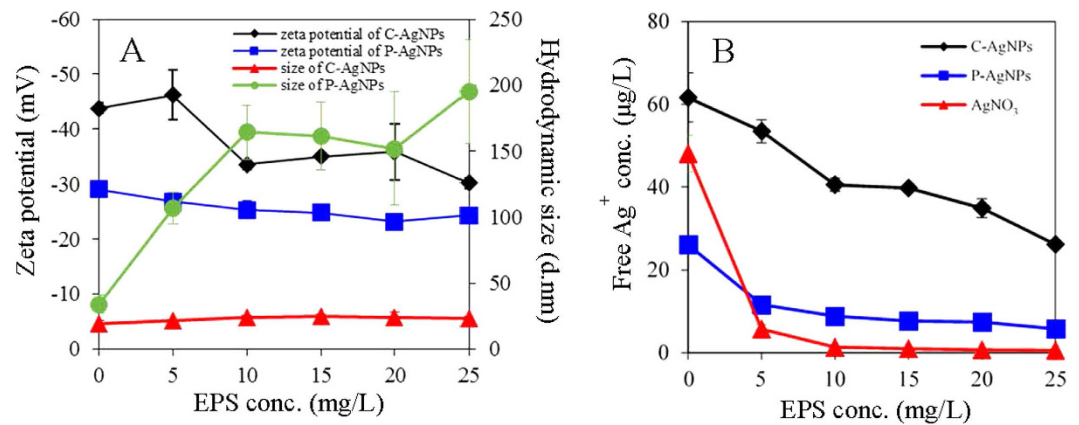 A
zeta potential of C-AgNPs
zeta potential of P-AgNPs
size of C-AgNPs
size of P-AgNPs
Zeta potential (mV)
-60
-50
-40
-30
-20
-10
0
0 5 10 15 20 25
EPS conc. (mg/L)
250
200
150
100
50
0
Hydrodynamic size (d.nm)
B
C-AgNPs
P-AgNPs
AgNO₃
Free Ag⁺ conc. (µg/L)
80
60
40
20
0
0 5 10 15 20 25
EPS conc. (mg/L)